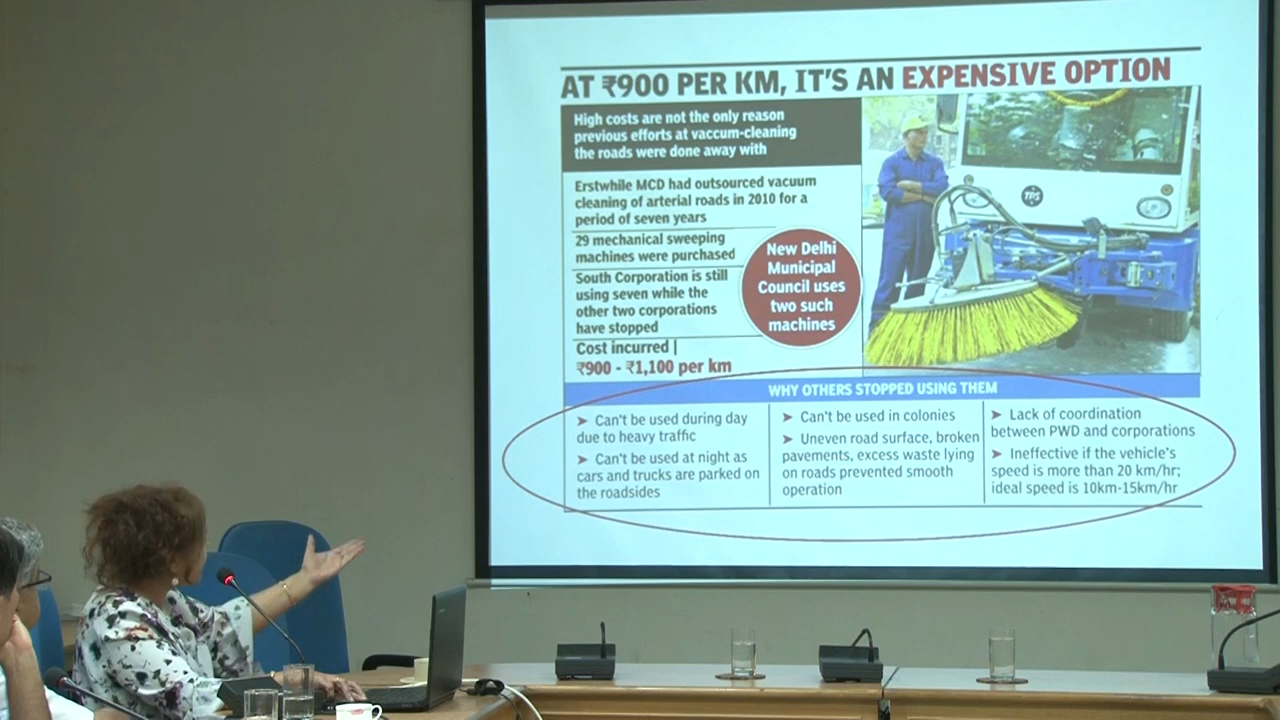 AT ₹900 PER KM, IT'S AN EXPENSIVE OPTION
High costs are not the only reason
previous efforts at vaccum-cleaning
the roads were done away with
Erstwhile MCD had outsourced vacuum
cleaning of arterial roads in 2010 for a
period of seven years
29 mechanical sweeping
machines were purchased
South Corporation is still
using seven while the
other two corporations
have stopped
Cost incurred |
₹900 - ₹1,100 per km
New Delhi
Municipal
Council uses
two such
machines
TPS
WHY OTHERS STOPPED USING THEM
➤ Can't be used during day
due to heavy traffic
➤ Can't be used at night as
cars and trucks are parked on
the roadsides
➤ Can't be used in colonies
➤ Uneven road surface, broken
pavements, excess waste lying
on roads prevented smooth
operation
➤ Lack of coordination
between PWD and corporations
➤ Ineffective if the vehicle's
speed is more than 20 km/hr;
ideal speed is 10km-15km/hr